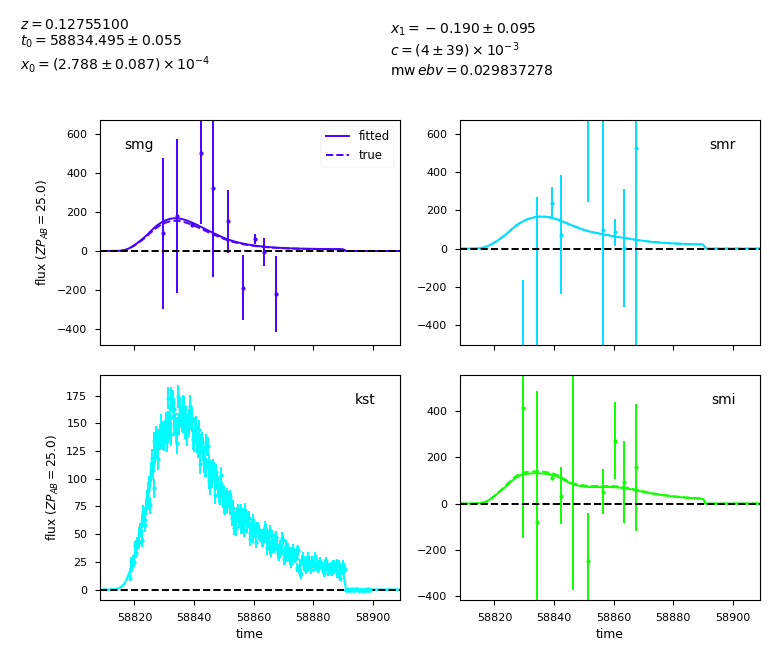 z = 0.12755100
t₀ = 58834.495 ± 0.055
x₀ = (2.788 ± 0.087) × 10⁻⁴
x₁ = −0.190 ± 0.095
c = (4 ± 39) × 10⁻³
mw ebv = 0.029837278
smg
fitted
true
600
400
200
0
−200
−400
flux (ZP_AB = 25.0)
smr
600
400
200
0
−200
−400
kst
175
150
125
100
75
50
25
0
flux (ZP_AB = 25.0)
58820 58840 58860 58880 58900
time
smi
400
200
0
−200
−400
58820 58840 58860 58880 58900
time